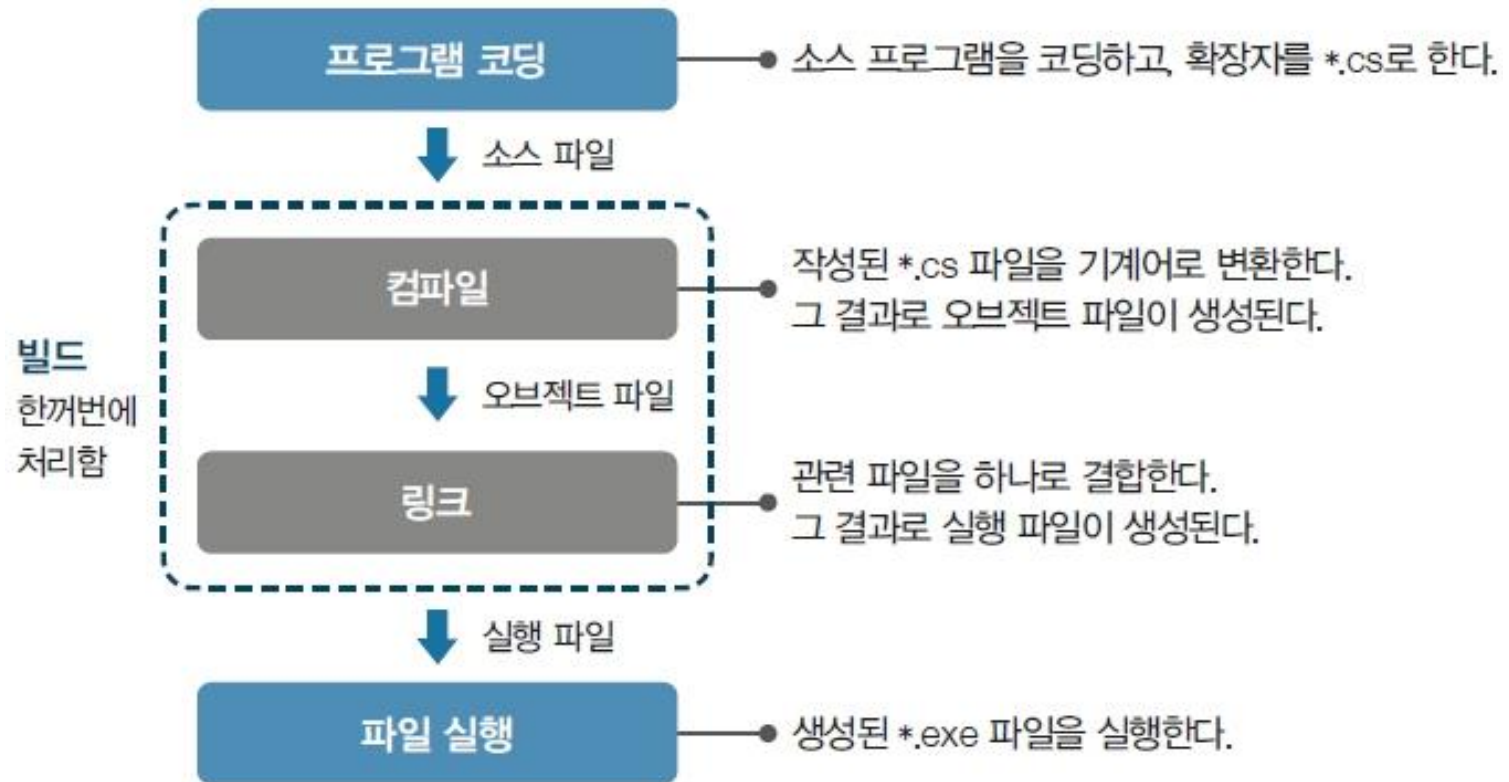 프로그램 코딩
소스 프로그램을 코딩하고, 확장자를 *.cs로 한다.
소스 파일
컴파일
작성된 *.cs 파일을 기계어로 변환한다.
그 결과로 오브젝트 파일이 생성된다.
빌드
한꺼번에
처리함
오브젝트 파일
링크
관련 파일을 하나로 결합한다.
그 결과로 실행 파일이 생성된다.
실행 파일
파일 실행
생성된 *.exe 파일을 실행한다.